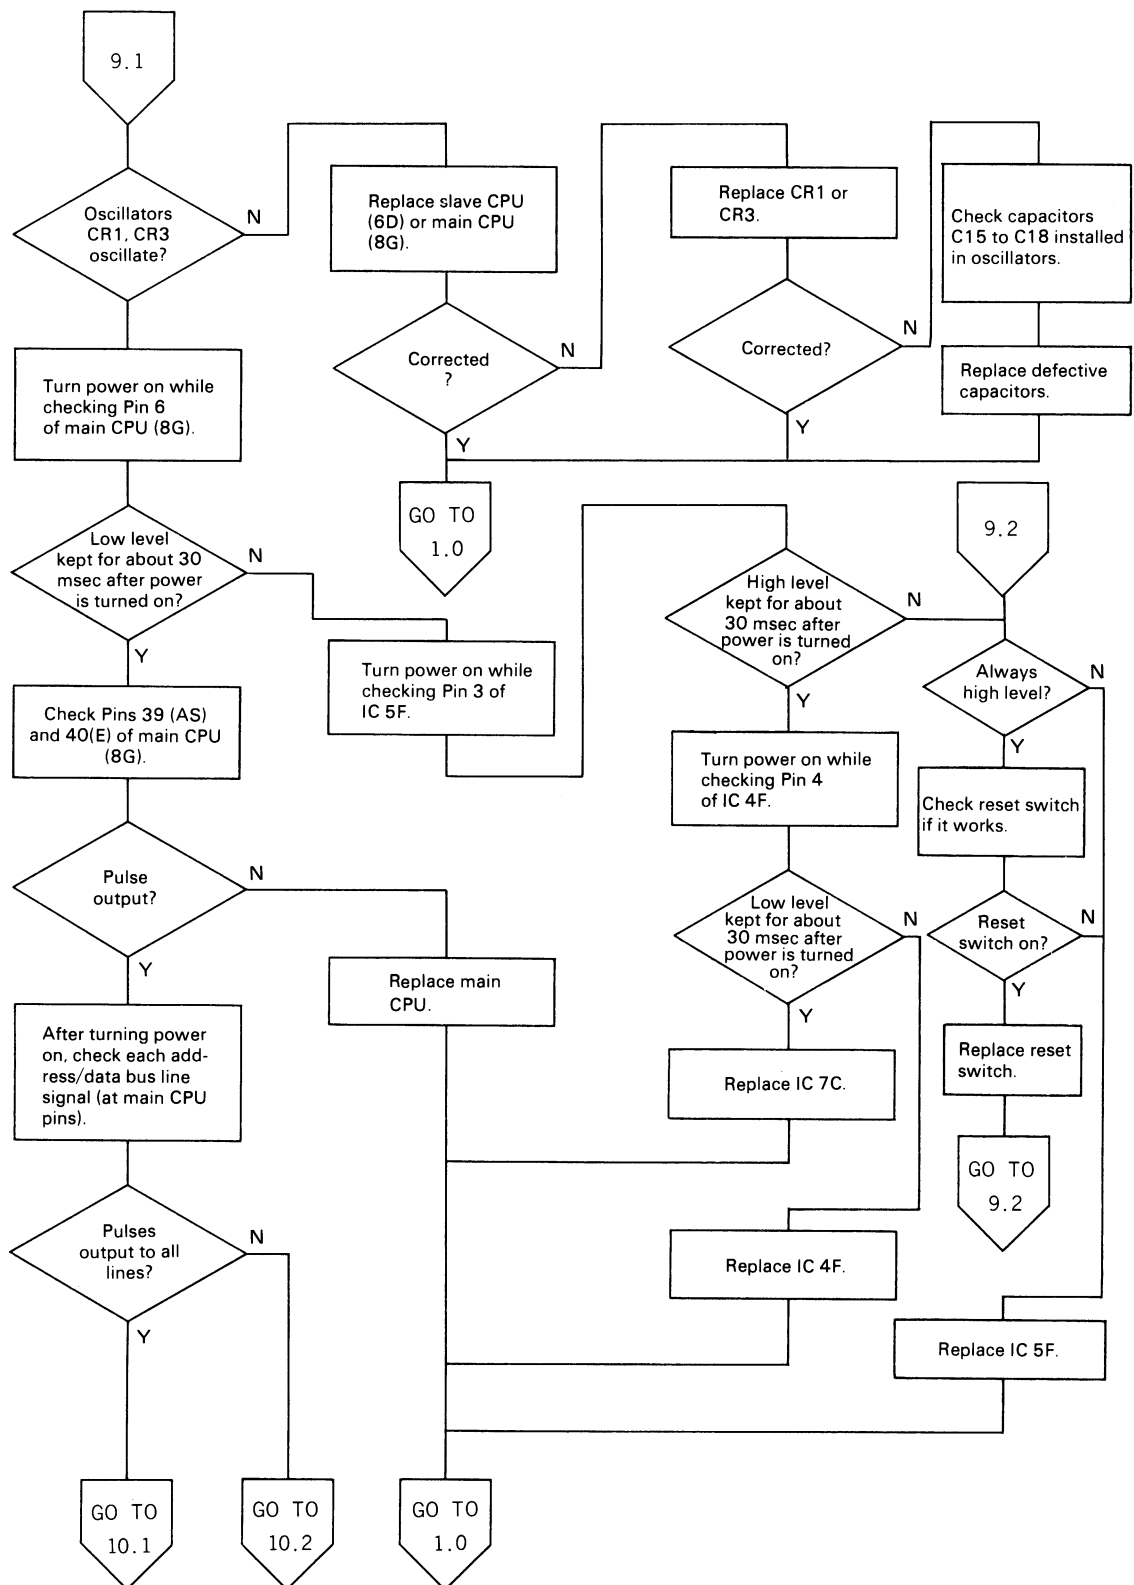 9.1
Oscillators
CR1, CR3
oscillate?
N
Replace slave CPU
(6D) or main CPU
(8G).
Corrected
?
N
Y
Replace CR1 or
CR3.
Corrected?
N
Y
Check capacitors
C15 to C18 installed
in oscillators.
Replace defective
capacitors.
GO TO
1.0
Turn power on while
checking Pin 6
of main CPU (8G).
Low level
kept for about 30
msec after power
is turned on?
N
Y
Turn power on while
checking Pin 3 of
IC 5F.
High level
kept for about
30 msec after
power is turned
on?
N
Y
9.2
Always
high level?
N
Y
Check reset switch
if it works.
Reset
switch on?
N
Y
Replace reset
switch.
GO TO
9.2
Turn power on while
checking Pin 4
of IC 4F.
Low level
kept for about
30 msec after
power is turned
on?
N
Y
Replace IC 7C.
Replace IC 4F.
Replace IC 5F.
Check Pins 39 (AS)
and 40(E) of main CPU
(8G).
Pulse
output?
N
Y
Replace main
CPU.
After turning power
on, check each add-
ress/data bus line
signal (at main CPU
pins).
Pulses
output to all
lines?
N
Y
GO TO
10.1
GO TO
10.2
GO TO
1.0